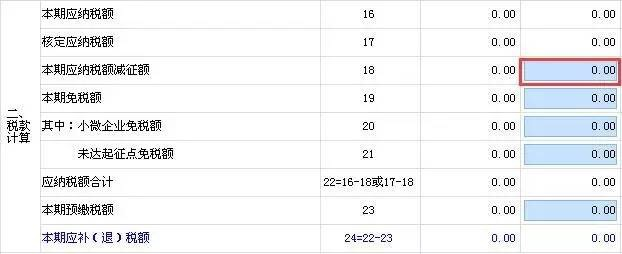 本期应纳税额 16 0.00 0.00
核定应纳税额 17 0.00 0.00
本期应纳税额减征额 18 0.00 0.00
本期免税额 19 0.00 0.00
二、税款计算
其中：小微企业免税额 20 0.00 0.00
未达起征点免税额 21 0.00 0.00
应纳税额合计 22=16-18或17-18 0.00 0.00
本期预缴税额 23 0.00 0.00
本期应补（退）税额 24=22-23 0.00 0.00